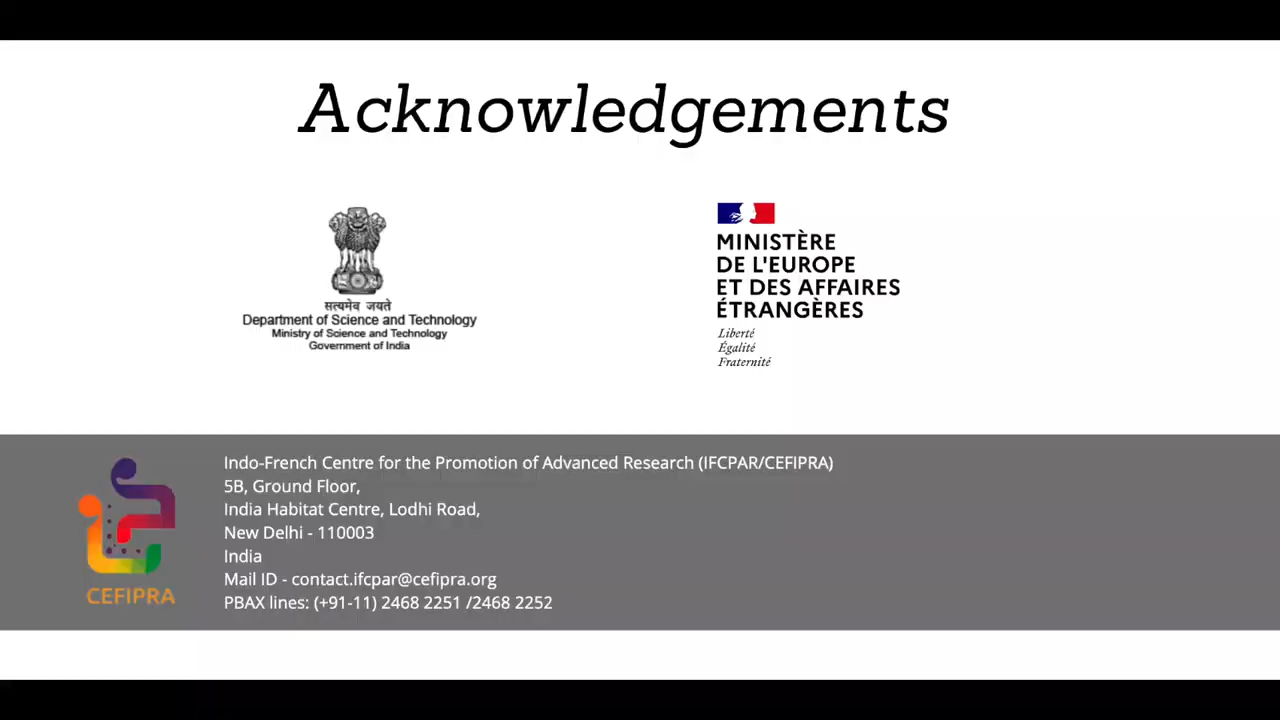 Acknowledgements
सत्यमेव जयते
Department of Science and Technology
Ministry of Science and Technology
Government of India
MINISTÈRE
DE L'EUROPE
ET DES AFFAIRES
ÉTRANGÈRES
Liberté
Égalité
Fraternité
CEFIPRA
Indo-French Centre for the Promotion of Advanced Research (IFCPAR/CEFIPRA)
5B, Ground Floor,
India Habitat Centre, Lodhi Road,
New Delhi - 110003
India
Mail ID - contact.ifcpar@cefipra.org
PBAX lines: (+91-11) 2468 2251 /2468 2252